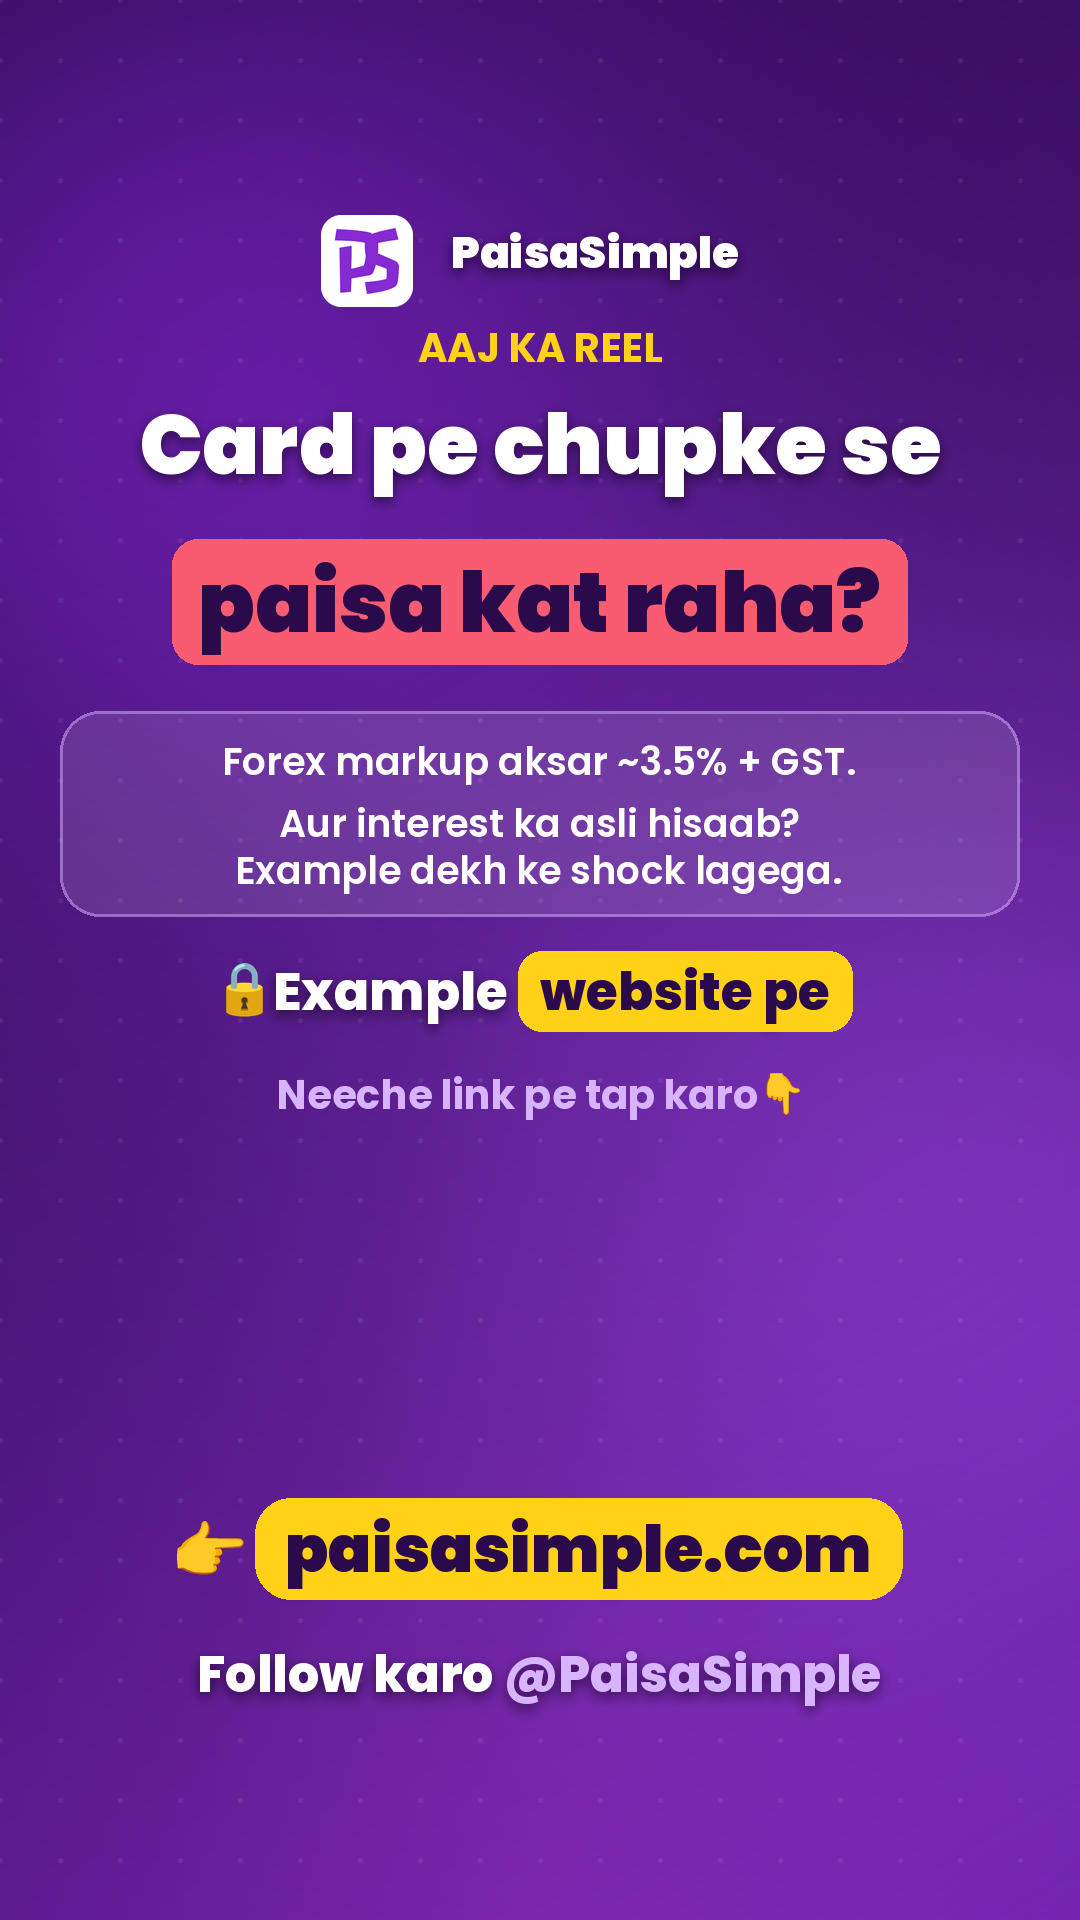 PS PaisaSimple
AAJ KA REEL
Card pe chupke se
paisa kat raha?
Forex markup aksar ~3.5% + GST.
Aur interest ka asli hisaab?
Example dekh ke shock lagega.
🔒Example website pe
Neeche link pe tap karo👇
👉 paisasimple.com
Follow karo @PaisaSimple